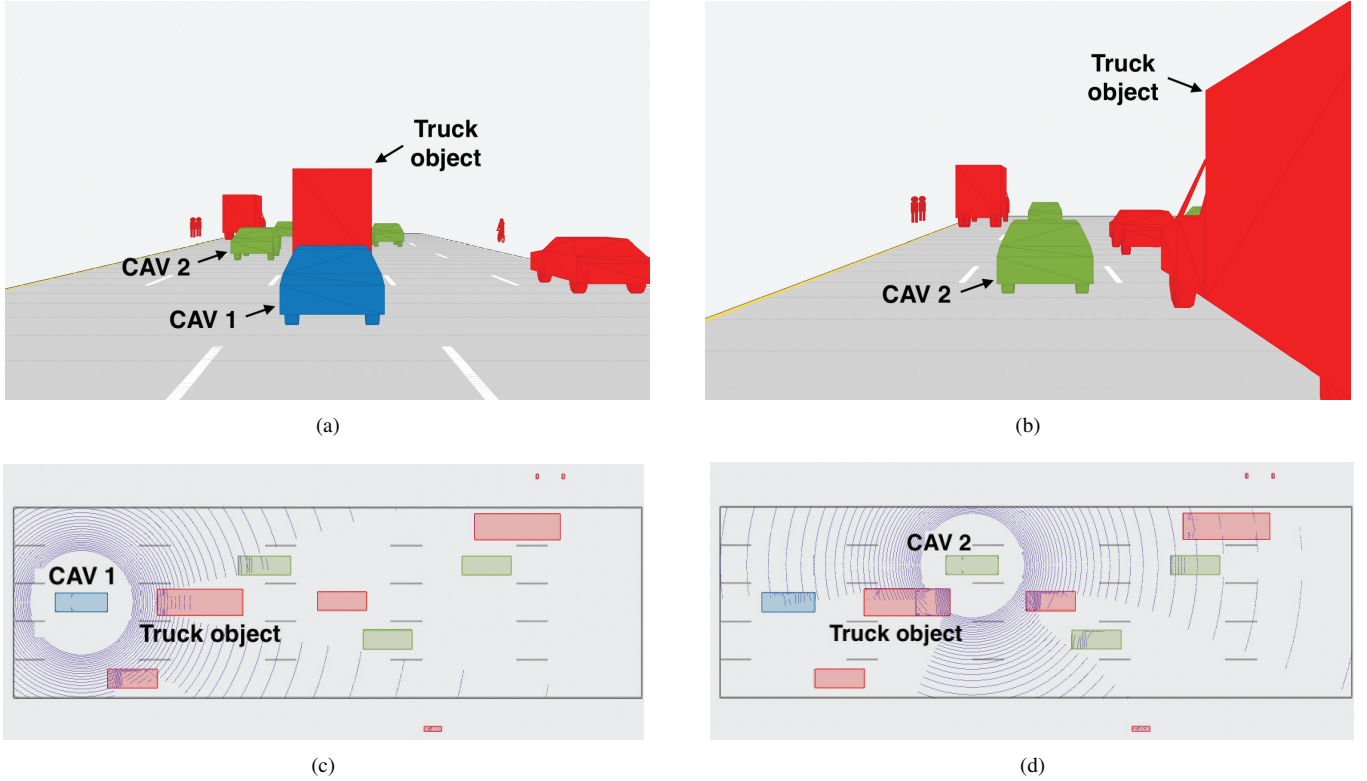 Truck
object
CAV 2
CAV 1
(a)
Truck
object
CAV 2
(b)
CAV 1
Truck object
(c)
CAV 2
Truck object
(d)